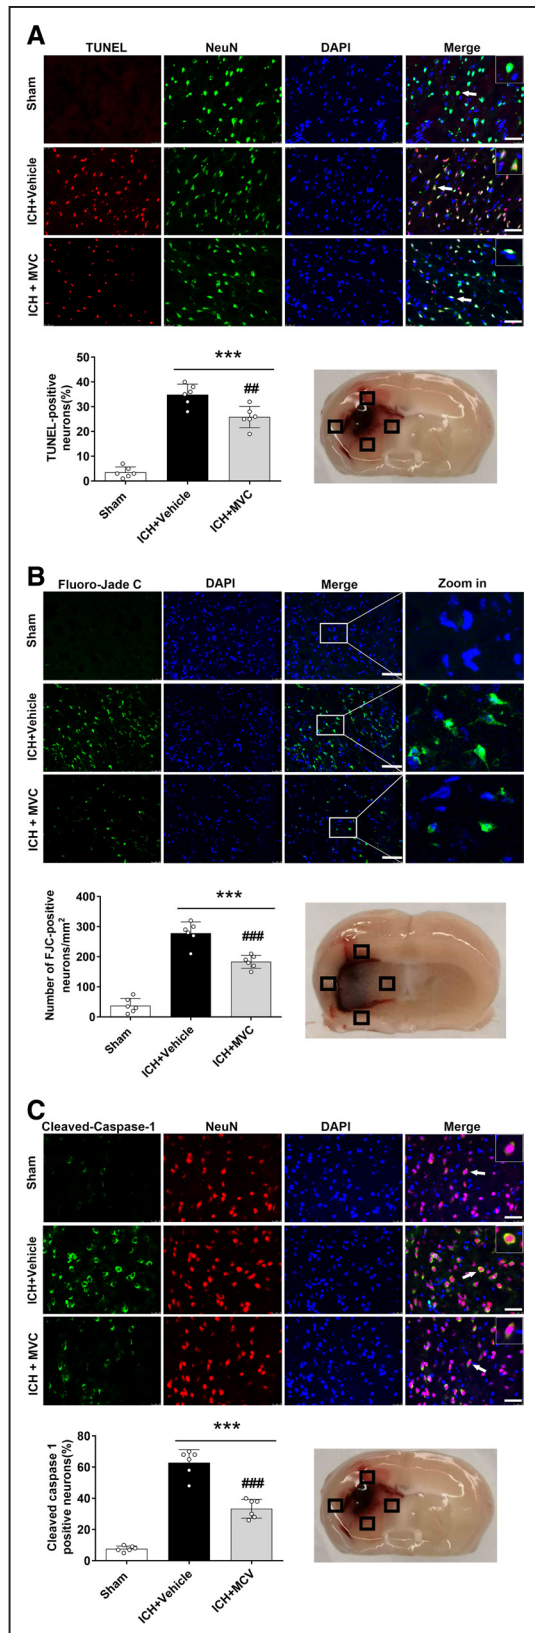 A
TUNEL NeuN DAPI Merge
Sham
ICH+Vehicle
ICH + MVC
TUNEL-positive
neurons(%)
50
40
30
20
10
0
***
##
Sham
ICH+Vehicle
ICH+MVC
B
Fluoro-Jade C DAPI Merge Zoom in
Sham
ICH+Vehicle
ICH + MVC
Number of FJC-positive
neurons/mm²
400
300
200
100
0
***
###
Sham
ICH+Vehicle
ICH+MVC
C
Cleaved-Caspase-1 NeuN DAPI Merge
Sham
ICH+Vehicle
ICH + MVC
Cleaved caspase 1
positive neurons(%)
80
60
40
20
0
***
###
Sham
ICH+Vehicle
ICH+MCV